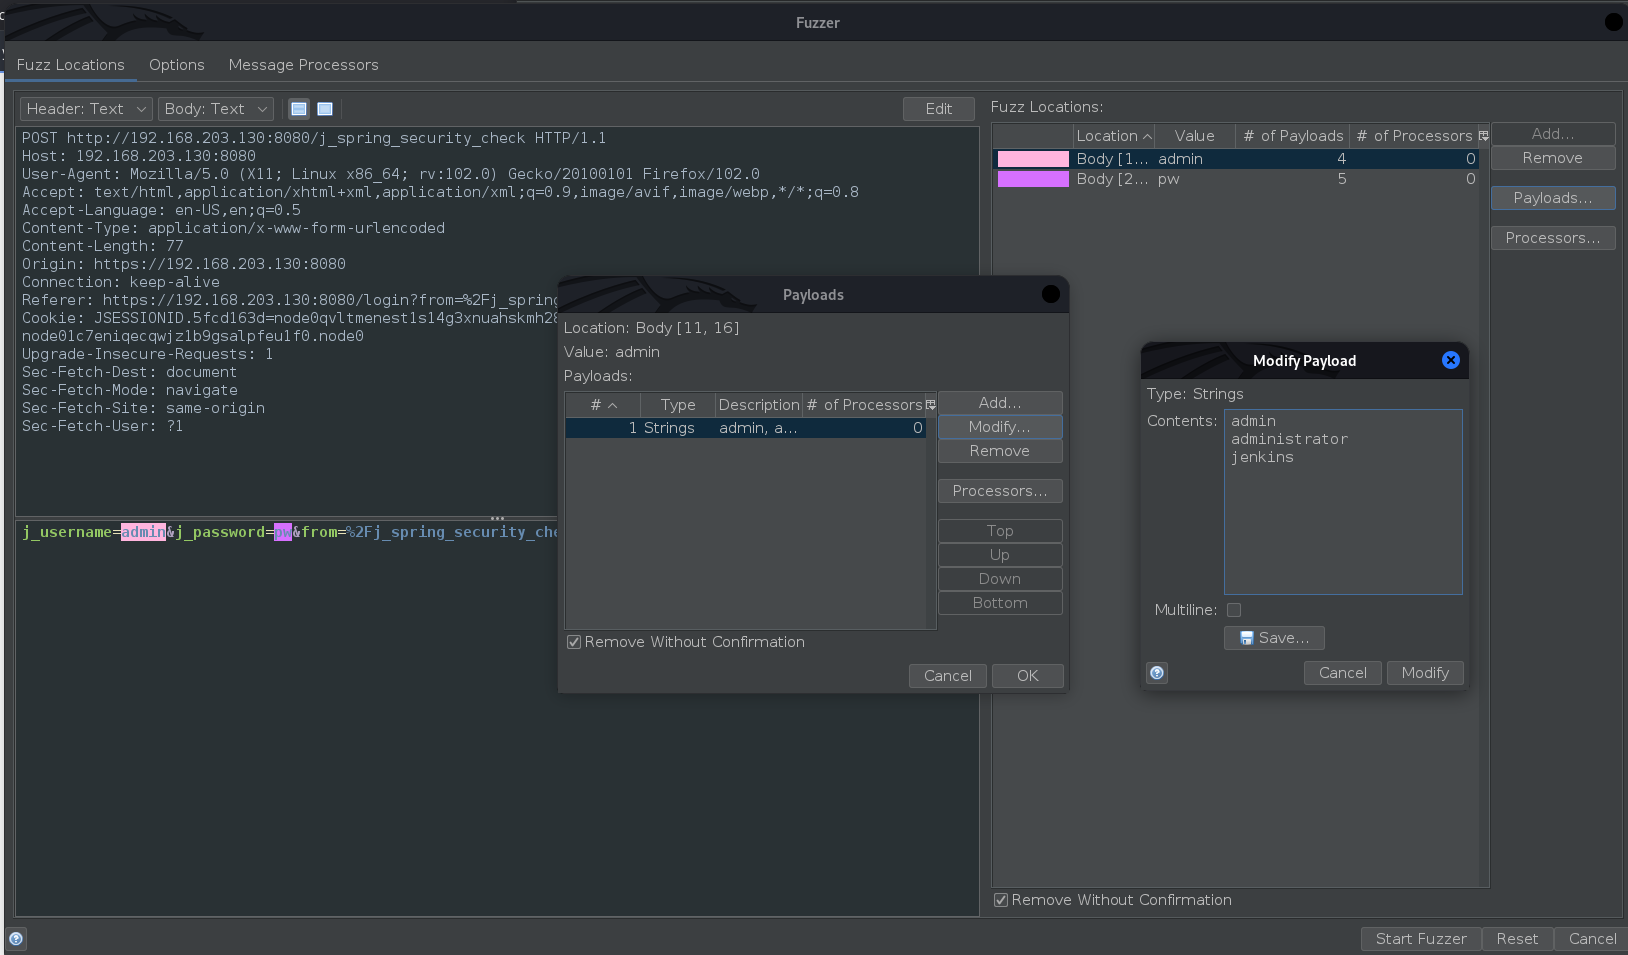 Fuzzer
Fuzz Locations
Options
Message Processors
Header: Text
Body: Text
Edit
POST http://192.168.203.130:8080/j_spring_security_check HTTP/1.1
Host: 192.168.203.130:8080
User-Agent: Mozilla/5.0 (X11; Linux x86_64; rv:102.0) Gecko/20100101 Firefox/102.0
Accept: text/html,application/xhtml+xml,application/xml;q=0.9,image/avif,image/webp,*/*;q=0.8
Accept-Language: en-US,en;q=0.5
Content-Type: application/x-www-form-urlencoded
Content-Length: 77
Origin: https://192.168.203.130:8080
Connection: keep-alive
Referer: https://192.168.203.130:8080/login?from=%2Fj_spring
Cookie: JSESSIONID.5fcd163d=node0qvltmenest1s14g3xnuahskmh28
node01c7eniqecqwjz1b9gsalpfeu1f0.node0
Upgrade-Insecure-Requests: 1
Sec-Fetch-Dest: document
Sec-Fetch-Mode: navigate
Sec-Fetch-Site: same-origin
Sec-Fetch-User: ?1
j_username=admin&j_password=pw&from=%2Fj_spring_security_che
Fuzz Locations:
Location Value # of Payloads # of Processors
Body [1... admin 4 0
Body [2... pw 5 0
Add...
Remove
Payloads...
Processors...
Remove Without Confirmation
Payloads
Location: Body [11, 16]
Value: admin
Payloads:
# Type Description # of Processors
1 Strings admin, a... 0
Add...
Modify...
Remove
Processors...
Top
Up
Down
Bottom
Remove Without Confirmation
Cancel
OK
Modify Payload
Type: Strings
Contents:
admin
administrator
jenkins
Multiline:
Save...
Cancel
Modify
Start Fuzzer
Reset
Cancel